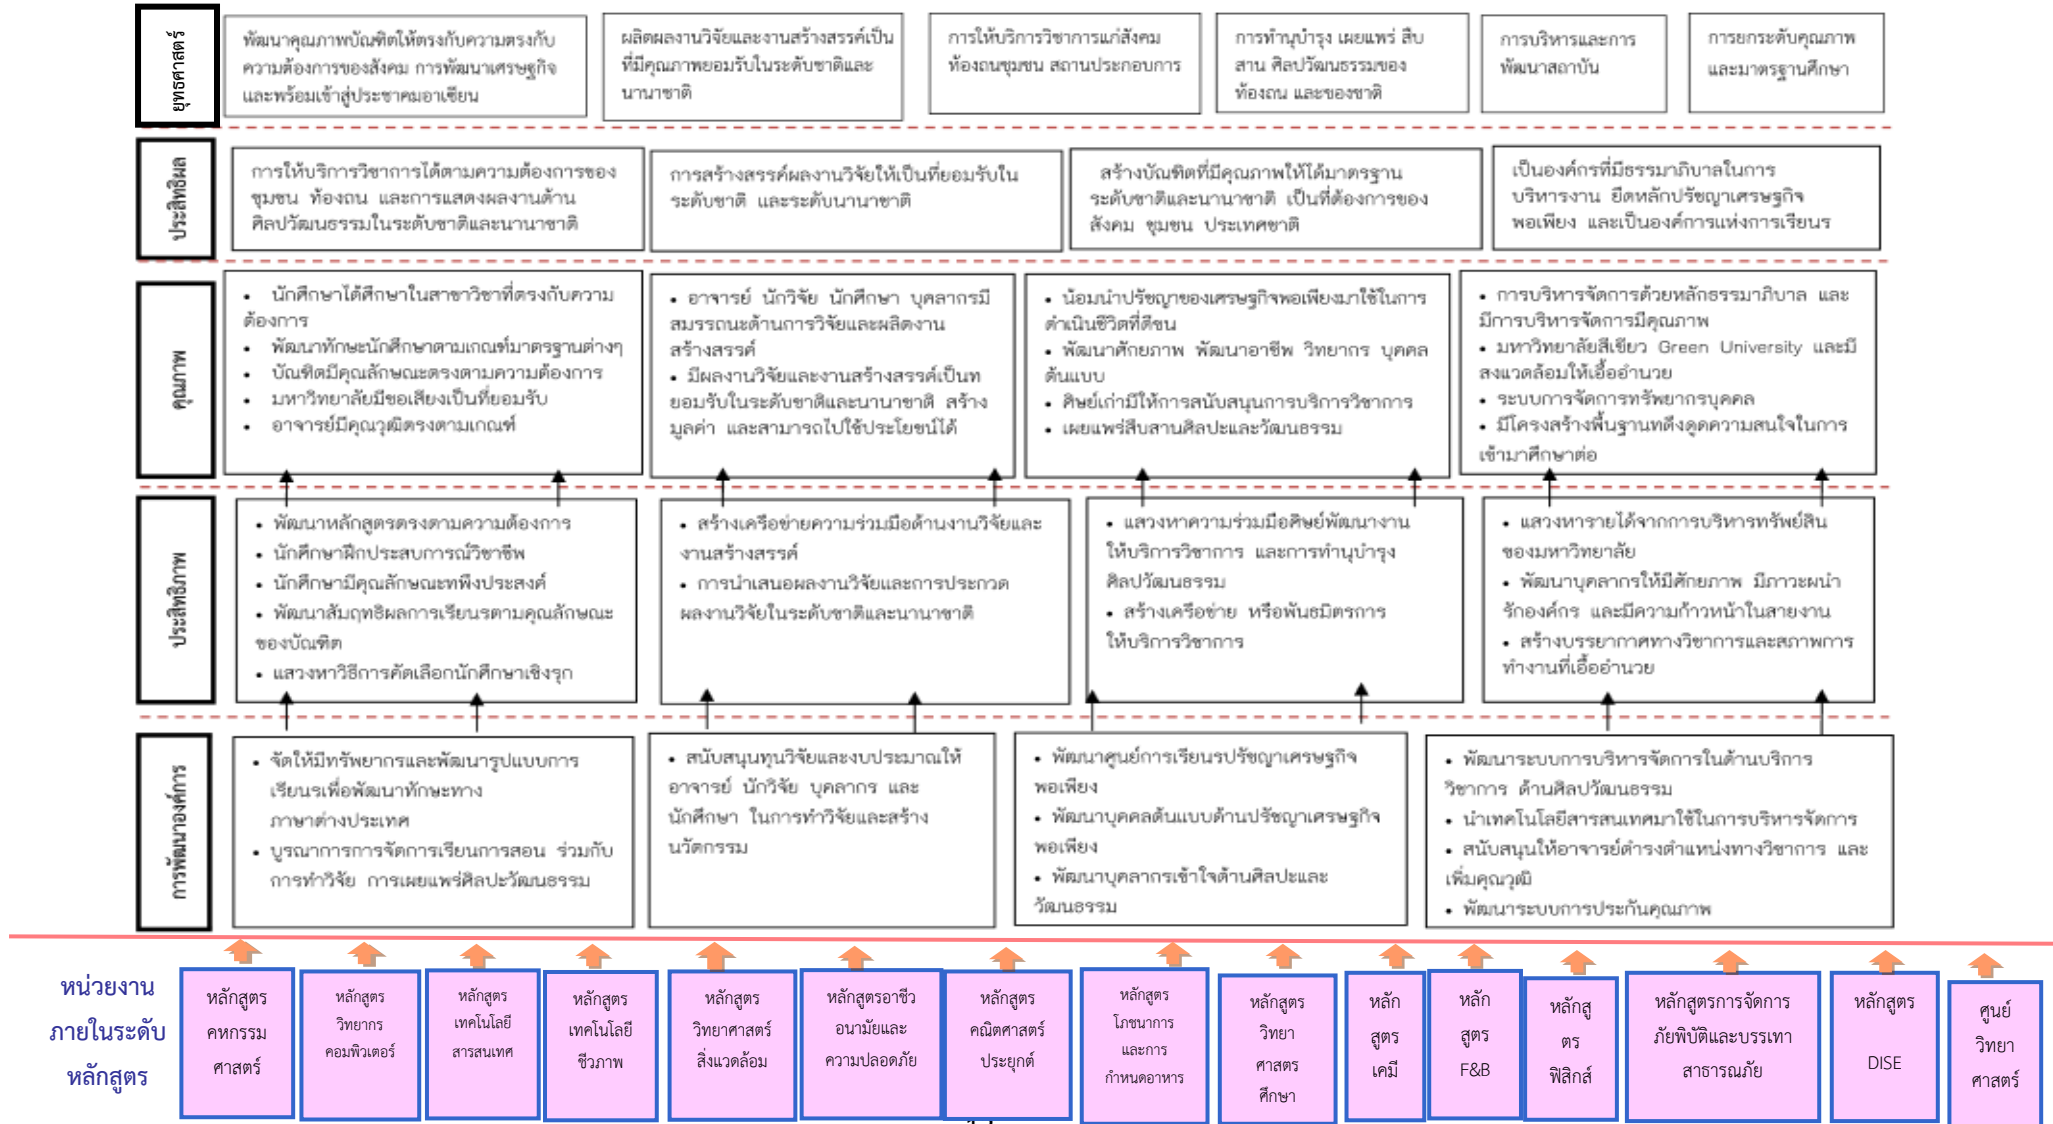 ยุทธศาสตร์
พัฒนาคุณภาพบัณฑิตให้ตรงกับความตรงกับ
ความต้องการของสังคม การพัฒนาเศรษฐกิจ
และพร้อมเข้าสู่ประชาคมอาเซียน
ผลิตผลงานวิจัยและงานสร้างสรรค์เป็น
ที่มีคุณภาพยอมรับในระดับชาติและ
นานาชาติ
การให้บริการวิชาการแก่สังคม
ท้องถนชุมชน สถานประกอบการ
การทำนุบำรุง เผยแพร่ สืบ
สาน ศิลปวัฒนธรรมของ
ท้องถน และของชาติ
การบริหารและการ
พัฒนาสถาบัน
การยกระดับคุณภาพ
และมาตรฐานศึกษา
ประสิทธิผล
การให้บริการวิชาการได้ตามความต้องการของ
ชุมชน ท้องถน และการแสดงผลงานด้าน
ศิลปวัฒนธรรมในระดับชาติและนานาชาติ
การสร้างสรรค์ผลงานวิจัยให้เป็นที่ยอมรับใน
ระดับชาติ และระดับนานาชาติ
สร้างบัณฑิตที่มีคุณภาพให้ได้มาตรฐาน
ระดับชาติและนานาชาติ เป็นที่ต้องการของ
สังคม ชุมชน ประเทศชาติ
เป็นองค์กรที่มีธรรมาภิบาลในการ
บริหารงาน ยึดหลักปรัชญาเศรษฐกิจ
พอเพียง และเป็นองค์การแห่งการเรียนร
คุณภาพ
• นักศึกษาได้ศึกษาในสาขาวิชาที่ตรงกับความ
ต้องการ
• พัฒนาทักษะนักศึกษาตามเกณฑ์มาตรฐานต่างๆ
• บัณฑิตมีคุณลักษณะตรงตามความต้องการ
• มหาวิทยาลัยมีชอเสียงเป็นที่ยอมรับ
• อาจารย์มีคุณวุฒิตรงตามเกณฑ์
• อาจารย์ นักวิจัย นักศึกษา บุคลากรมี
สมรรถนะด้านการวิจัยและผลิตงาน
สร้างสรรค์
• มีผลงานวิจัยและงานสร้างสรรค์เป็นท
ยอมรับในระดับชาติและนานาชาติ สร้าง
มูลค่า และสามารถไปใช้ประโยชน์ได้
• น้อมนำปรัชญาของเศรษฐกิจพอเพียงมาใช้ในการ
ดำเนินชีวิตที่ดีขน
• พัฒนาศักยภาพ พัฒนาอาชีพ วิทยากร บุคคล
ต้นแบบ
• ศิษย์เก่ามีให้การสนับสนุนการบริการวิชาการ
• เผยแพร่สืบสานศิลปะและวัฒนธรรม
• การบริหารจัดการด้วยหลักธรรมาภิบาล และ
มีการบริหารจัดการมีคุณภาพ
• มหาวิทยาลัยสีเขียว Green University และมี
สงแวดล้อมให้เอื้ออำนวย
• ระบบการจัดการทรัพยากรบุคคล
• มีโครงสร้างพื้นฐานทดึงดูดความสนใจในการ
เข้ามาศึกษาต่อ
ประสิทธิภาพ
• พัฒนาหลักสูตรตรงตามความต้องการ
• นักศึกษาฝึกประสบการณ์วิชาชีพ
• นักศึกษามีคุณลักษณะทพึงประสงค์
• พัฒนาสัมฤทธิผลการเรียนรตามคุณลักษณะ
ของบัณฑิต
• แสวงหาวิธีการคัดเลือกนักศึกษาเชิงรุก
• สร้างเครือข่ายความร่วมมือด้านงานวิจัยและ
งานสร้างสรรค์
• การนำเสนอผลงานวิจัยและการประกวด
ผลงานวิจัยในระดับชาติและนานาชาติ
• แสวงหาความร่วมมือศิษย์พัฒนางาน
ให้บริการวิชาการ และการทำนุบำรุง
ศิลปวัฒนธรรม
• สร้างเครือข่าย หรือพันธมิตรการ
ให้บริการวิชาการ
• แสวงหารายได้จากการบริหารทรัพย์สิน
ของมหาวิทยาลัย
• พัฒนาบุคลากรให้มีศักยภาพ มีภาวะผนำ
รักองค์กร และมีความก้าวหน้าในสายงาน
• สร้างบรรยากาศทางวิชาการและสภาพการ
ทำงานที่เอื้ออำนวย
การพัฒนาองค์การ
• จัดให้มีทรัพยากรและพัฒนารูปแบบการ
เรียนรเพื่อพัฒนาทักษะทาง
ภาษาต่างประเทศ
• บูรณาการการจัดการเรียนการสอน ร่วมกับ
การทำวิจัย การเผยแพร่ศิลปะวัฒนธรรม
• สนับสนุนทุนวิจัยและงบประมาณให้
อาจารย์ นักวิจัย บุคลากร และ
นักศึกษา ในการทำวิจัยและสร้าง
นวัตกรรม
• พัฒนาศูนย์การเรียนรปรัชญาเศรษฐกิจ
พอเพียง
• พัฒนาบุคคลต้นแบบด้านปรัชญาเศรษฐกิจ
พอเพียง
• พัฒนาบุคลากรเข้าใจด้านศิลปะและ
วัฒนธรรม
• พัฒนาระบบการบริหารจัดการในด้านบริการ
วิชาการ ด้านศิลปวัฒนธรรม
• นำเทคโนโลยีสารสนเทศมาใช้ในการบริหารจัดการ
• สนับสนุนให้อาจารย์ดำรงตำแหน่งทางวิชาการ และ
เพิ่มคุณวุฒิ
• พัฒนาระบบการประกันคุณภาพ
หน่วยงาน
ภายในระดับ
หลักสูตร
หลักสูตร
คหกรรม
ศาสตร์
หลักสูตร
วิทยากร
คอมพิวเตอร์
หลักสูตร
เทคโนโลยี
สารสนเทศ
หลักสูตร
เทคโนโลยี
ชีวภาพ
หลักสูตร
วิทยาศาสตร์
สิ่งแวดล้อม
หลักสูตรอาชีว
อนามัยและ
ความปลอดภัย
หลักสูตร
คณิตศาสตร์
ประยุกต์
หลักสูตร
โภชนาการ
และการ
กำหนดอาหาร
หลักสูตร
วิทยา
ศาสตร
ศึกษา
หลัก
สูตร
เคมี
หลัก
สูตร
F&B
หลักสู
ตร
ฟิสิกส์
หลักสูตรการจัดการ
ภัยพิบัติและบรรเทา
สาธารณภัย
หลักสูตร
DISE
ศูนย์
วิทยา
ศาสตร์